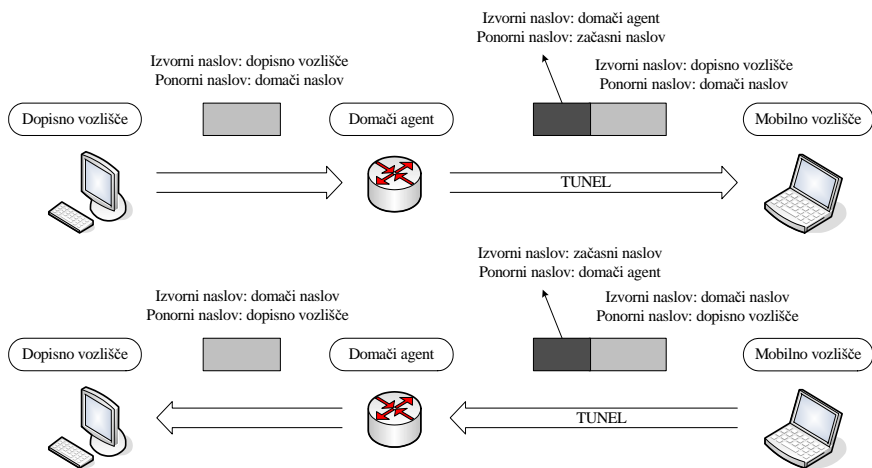 Izvorni naslov: domači agent
Ponorni naslov: začasni naslov
Izvorni naslov: dopisno vozlišče
Ponorni naslov: domači naslov
Izvorni naslov: dopisno vozlišče
Ponorni naslov: domači naslov
Dopisno vozlišče
Domači agent
Mobilno vozlišče
TUNEL
Izvorni naslov: začasni naslov
Ponorni naslov: domači agent
Izvorni naslov: domači naslov
Ponorni naslov: dopisno vozlišče
Izvorni naslov: domači naslov
Ponorni naslov: dopisno vozlišče
Dopisno vozlišče
Domači agent
Mobilno vozlišče
TUNEL